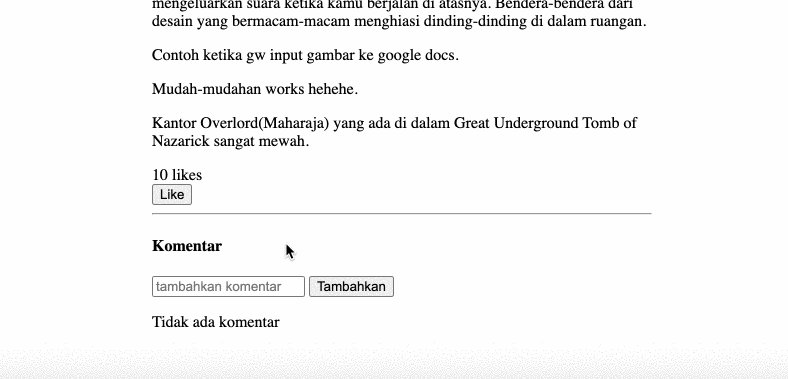 mengeluarkan suara ketika kamu berjalan di atasnya. Bendera-bendera dari
desain yang bermacam-macam menghiasi dinding-dinding di dalam ruangan.
Contoh ketika gw input gambar ke google docs.
Mudah-mudahan works hehehe.
Kantor Overlord(Maharaja) yang ada di dalam Great Underground Tomb of
Nazarick sangat mewah.
10 likes
Like
Komentar
tambahkan komentar Tambahkan
Tidak ada komentar